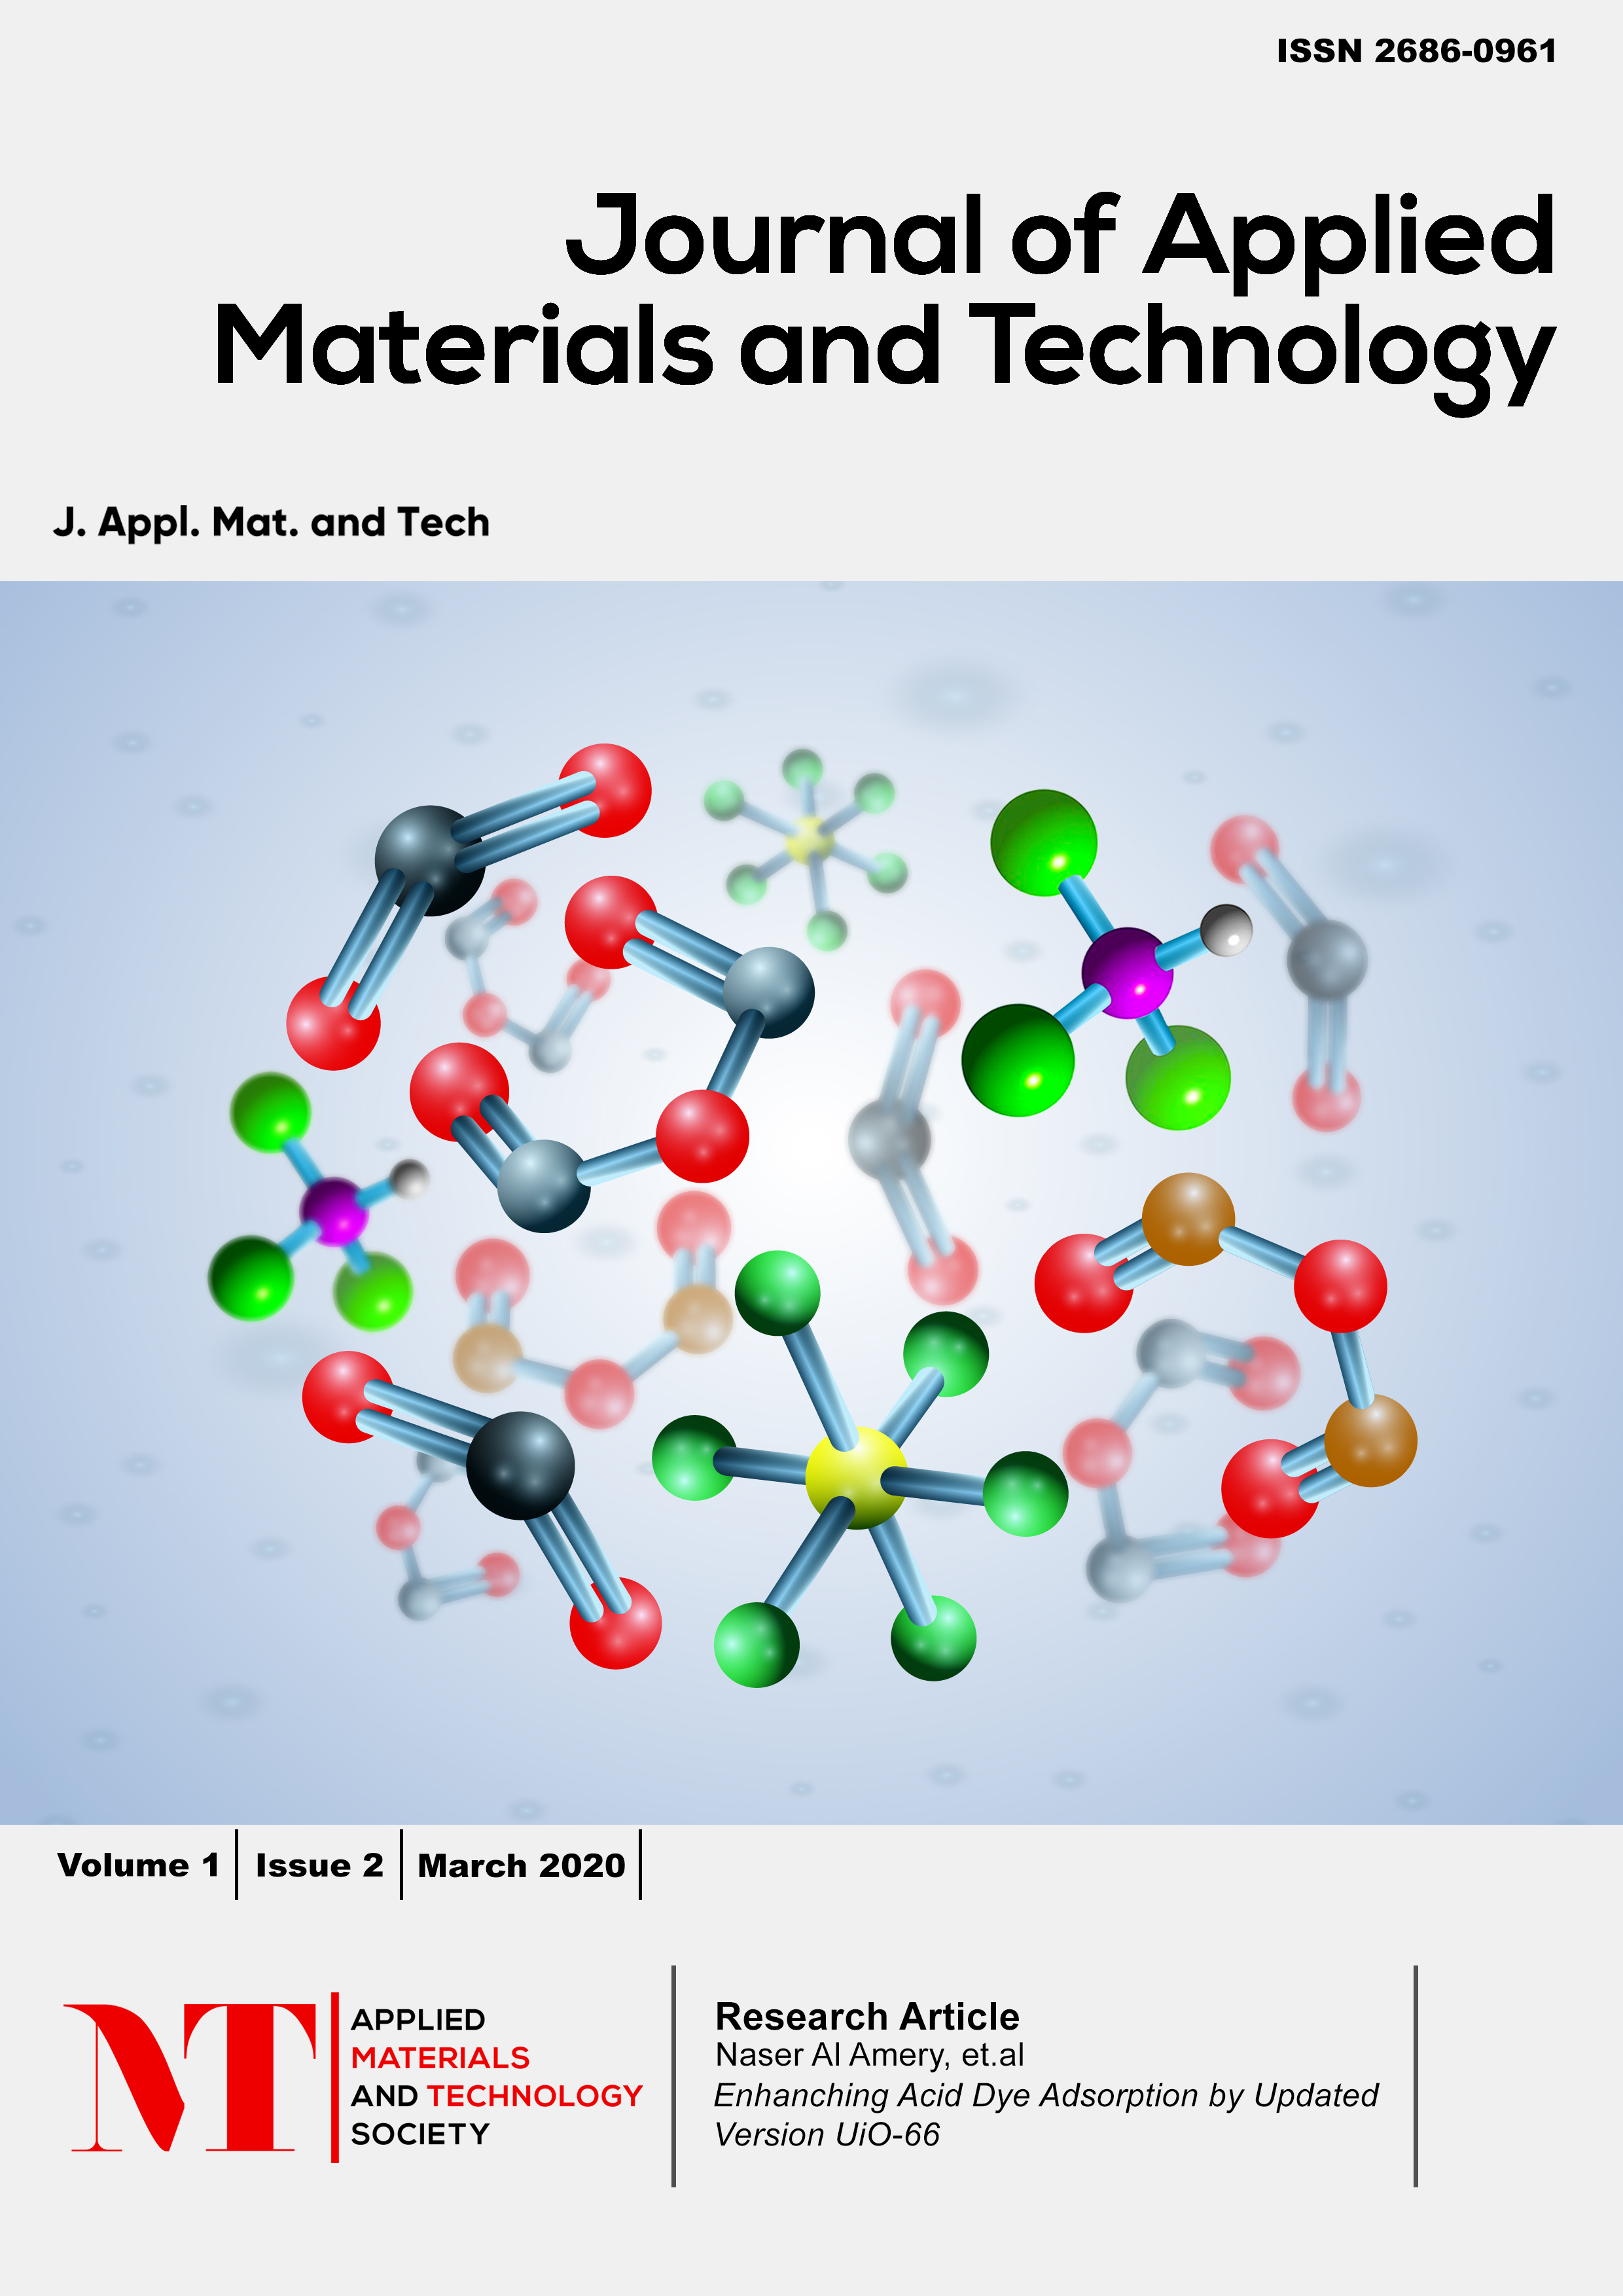 ISSN 2686-0961
Journal of Applied
Materials and Technology
J. Appl. Mat. and Tech
Volume 1
Issue 2
March 2020
MT
APPLIED
MATERIALS
AND TECHNOLOGY
SOCIETY
Research Article
Naser Al Amery, et.al
Enhanching Acid Dye Adsorption by Updated
Version UiO-66